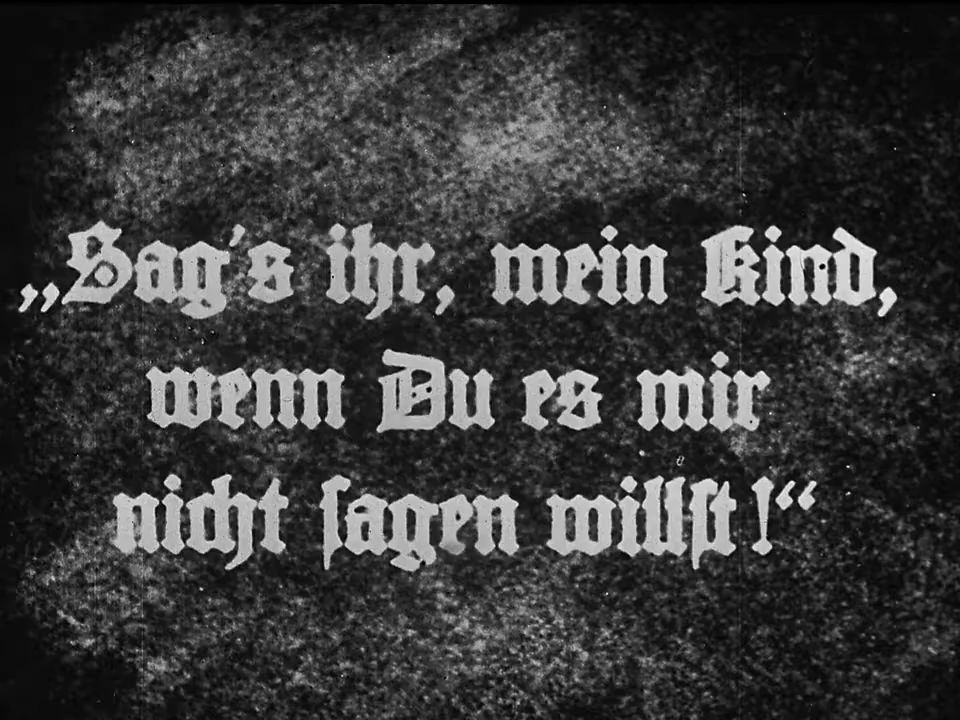 „Sag's ihr, mein Kind,
wenn Du es mir
nicht sagen willst!“